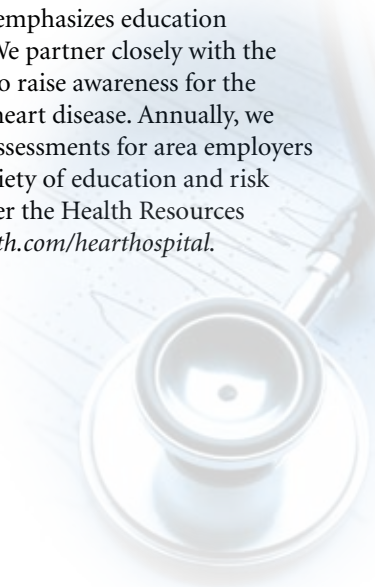 emphasizes education
We partner closely with the
o raise awareness for the
heart disease. Annually, we
ssessments for area employers
iety of education and risk
er the Health Resources
th.com/hearthospital.